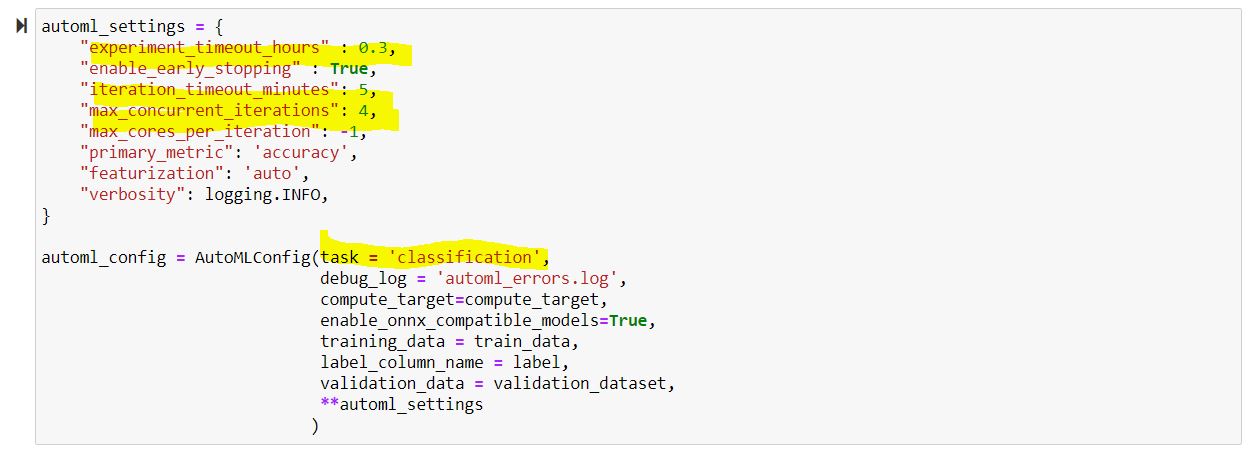 automl_settings = {
    "experiment_timeout_hours" : 0.3,
    "enable_early_stopping" : True,
    "iteration_timeout_minutes": 5,
    "max_concurrent_iterations": 4,
    "max_cores_per_iteration": -1,
    "primary_metric": 'accuracy',
    "featurization": 'auto',
    "verbosity": logging.INFO,
}
automl_config = AutoMLConfig(task = 'classification',
                             debug_log = 'automl_errors.log',
                             compute_target=compute_target,
                             enable_onnx_compatible_models=True,
                             training_data = train_data,
                             label_column_name = label,
                             validation_data = validation_dataset,
                             **automl_settings
                            )